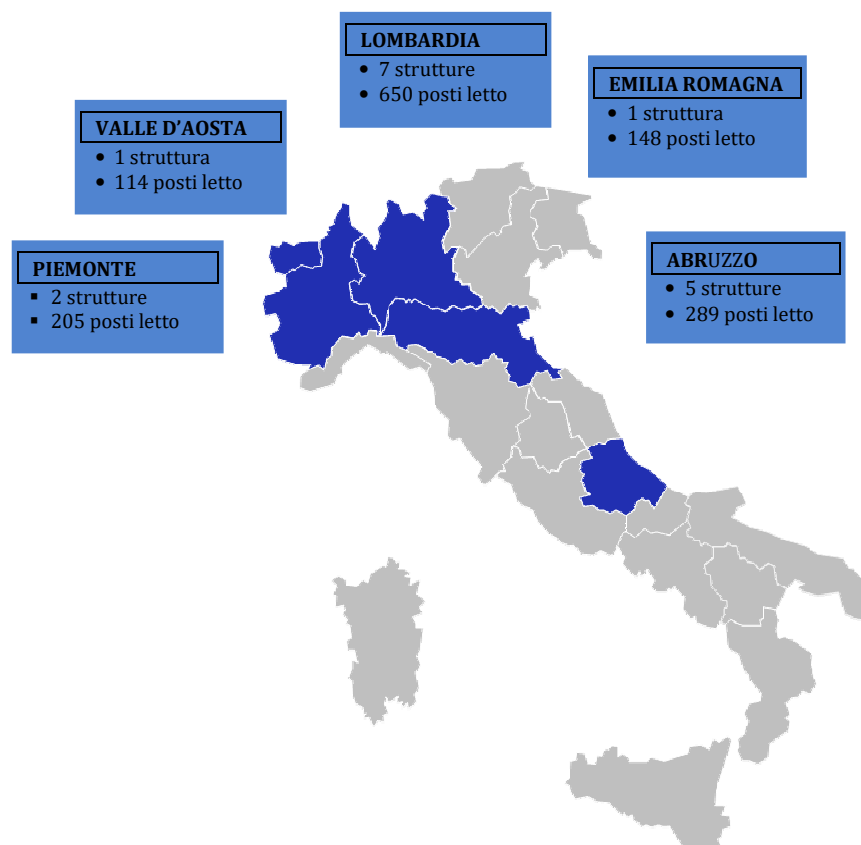 LOMBARDIA
• 7 strutture
• 650 posti letto
EMILIA ROMAGNA
• 1 struttura
• 148 posti letto
VALLE D’AOSTA
• 1 struttura
• 114 posti letto
PIEMONTE
▪ 2 strutture
▪ 205 posti letto
ABRUZZO
• 5 strutture
• 289 posti letto